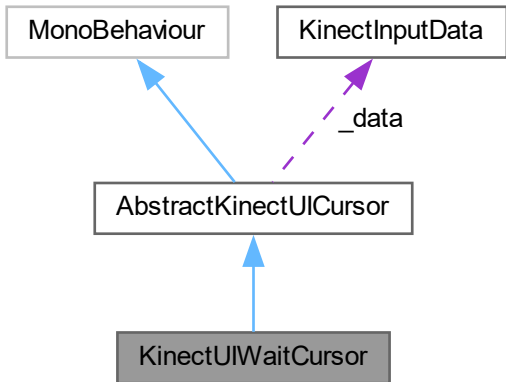 MonoBehaviour
KinectInputData
_data
AbstractKinectUICursor
KinectUIWaitCursor